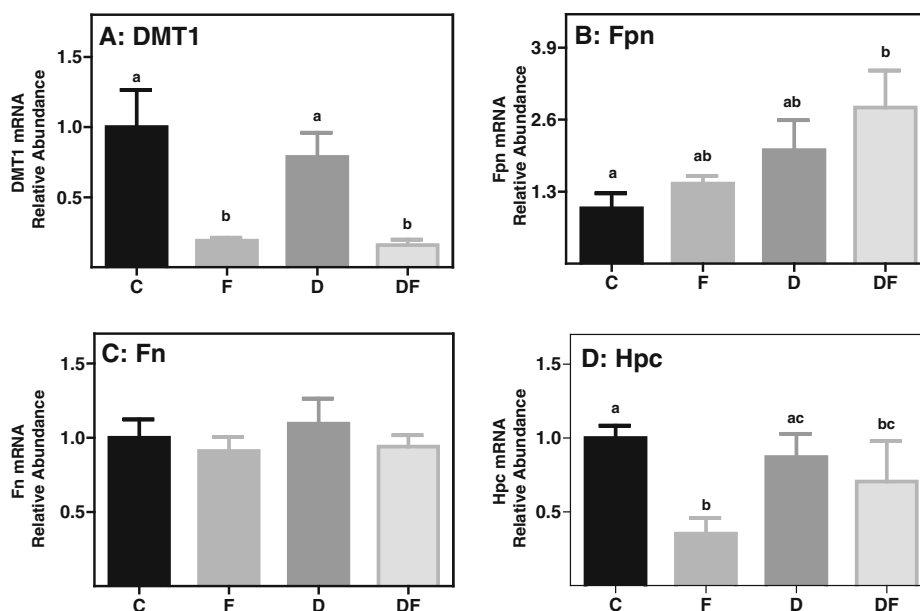 A: DMT1
DMT1 mRNA
Relative Abundance
1.5
1.0
0.5
a
b
a
b
C F D DF
B: Fpn
Fpn mRNA
Relative Abundance
3.9
2.6
1.3
a
ab
ab
b
C F D DF
C: Fn
Fn mRNA
Relative Abundance
1.5
1.0
0.5
C F D DF
D: Hpc
Hpc mRNA
Relative Abundance
1.5
1.0
0.5
a
b
ac
bc
C F D DF